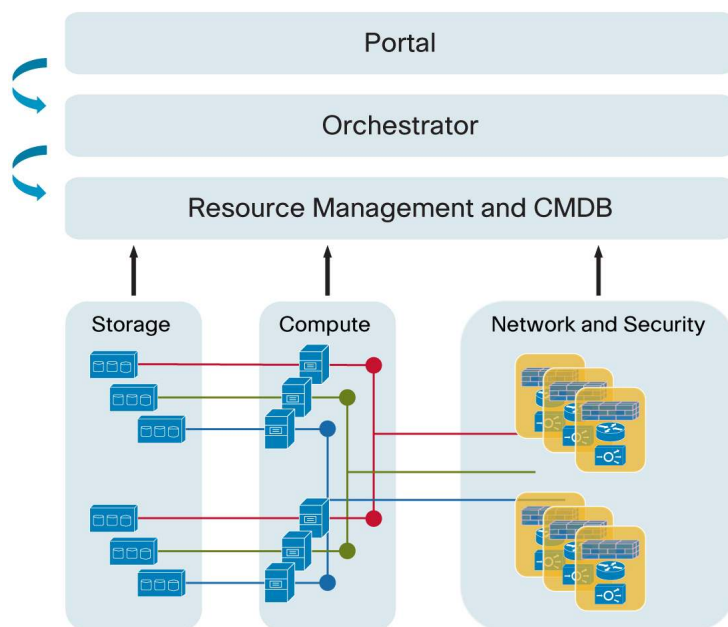 Portal
Orchestrator
Resource Management and CMDB
Storage
Compute
Network and Security